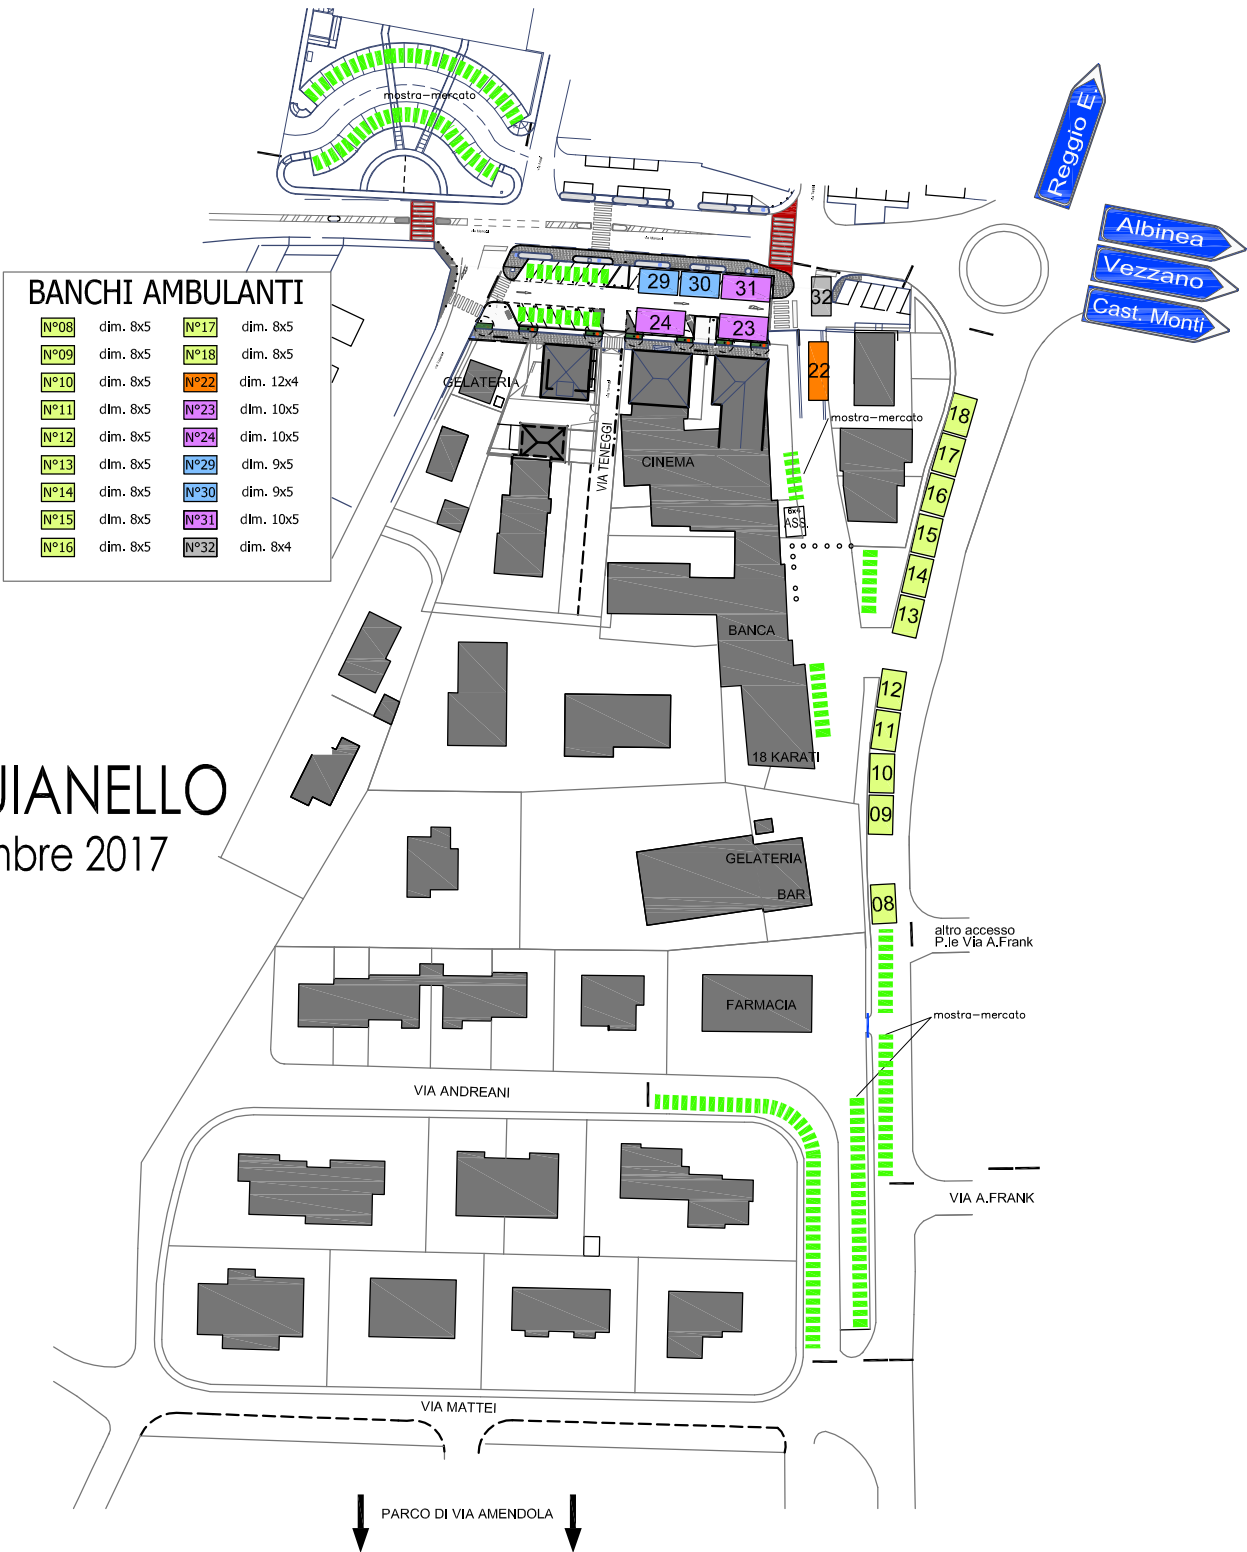 mostra-mercato
Reggio E.
Albinea
Vezzano
Cast. Monti
BANCHI AMBULANTI
N°08 dim. 8x5 N°17 dim. 8x5
N°09 dim. 8x5 N°18 dim. 8x5
N°10 dim. 8x5 N°22 dim. 12x4
N°11 dim. 8x5 N°23 dim. 10x5
N°12 dim. 8x5 N°24 dim. 10x5
N°13 dim. 8x5 N°29 dim. 9x5
N°14 dim. 8x5 N°30 dim. 9x5
N°15 dim. 8x5 N°31 dim. 10x5
N°16 dim. 8x5 N°32 dim. 8x4
29 30 31
32
24 23
22
GELATERIA
VIA TENEGGI
CINEMA
mostra-mercato
6x4
ASS.
18
17
16
15
14
13
BANCA
12
11
10
09
18 KARATI
UIANELLO
mbre 2017
GELATERIA
BAR
08
altro accesso
P.le Via A.Frank
FARMACIA
mostra-mercato
VIA ANDREANI
VIA A.FRANK
VIA MATTEI
PARCO DI VIA AMENDOLA